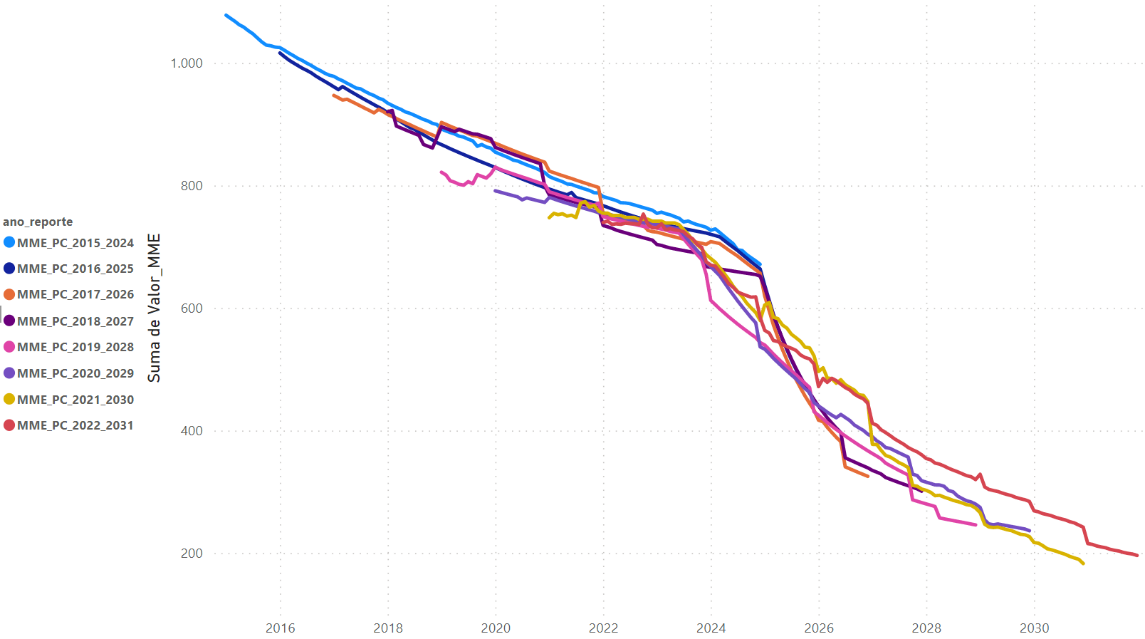 1.000
800
600
400
200
Suma de Valor_MME
ano_reporte
MME_PC_2015_2024
MME_PC_2016_2025
MME_PC_2017_2026
MME_PC_2018_2027
MME_PC_2019_2028
MME_PC_2020_2029
MME_PC_2021_2030
MME_PC_2022_2031
2016 2018 2020 2022 2024 2026 2028 2030